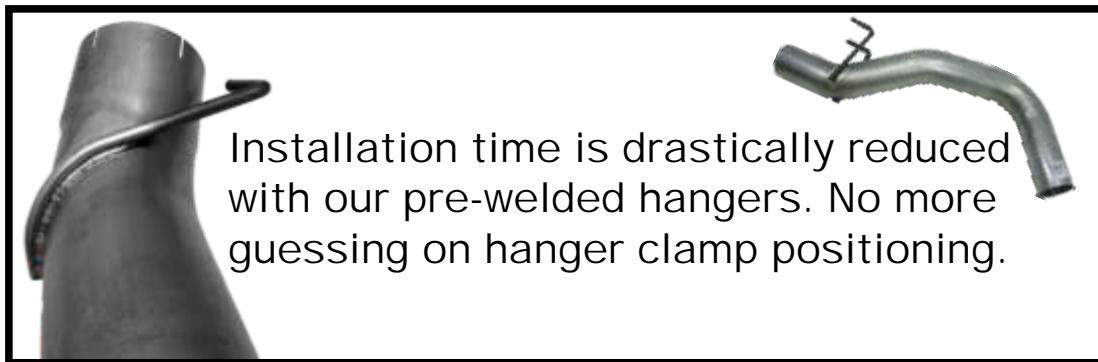 Installation time is drastically reduced
with our pre-welded hangers. No more
guessing on hanger clamp positioning.